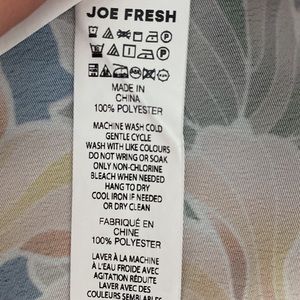 JOE FRESH
MADE IN
CHINA
100% POLYESTER
MACHINE WASH COLD
GENTLE CYCLE
WASH WITH LIKE COLOURS
DO NOT WRING OR SOAK
ONLY NON-CHLORINE
BLEACH WHEN NEEDED
HANG TO DRY
COOL IRON IF NEEDED
OR DRY CLEAN
FABRIQUÉ EN
CHINE
100% POLYESTER
LAVER À LA MACHINE
À L'EAU FROIDE AVEC
AGITATION RÉDUITE
LAVER AVEC DES
COULEURS SEMBLABLES